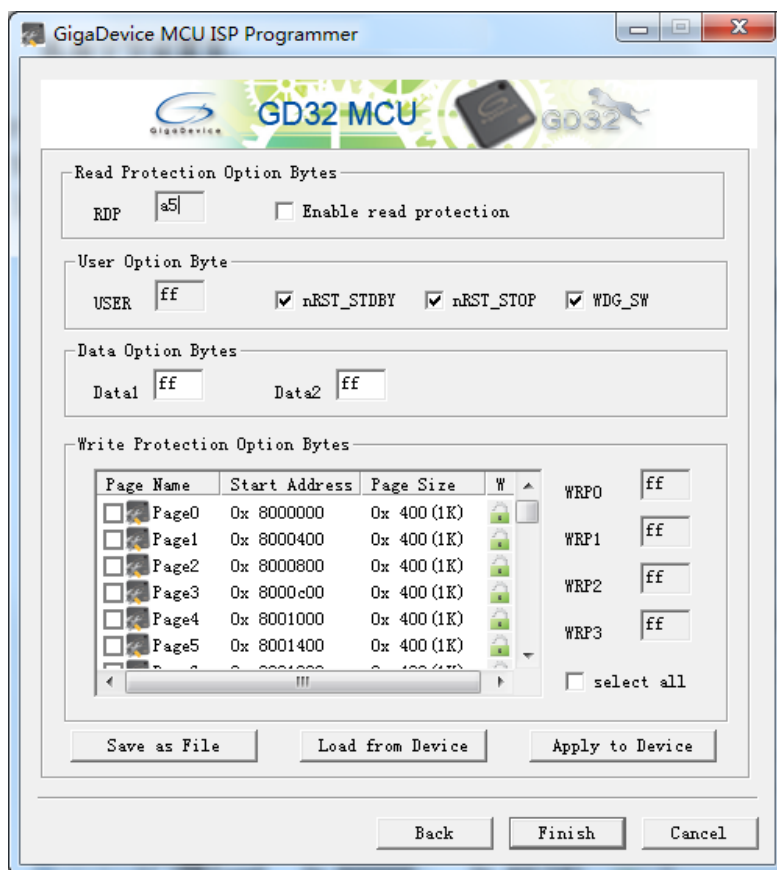 GigaDevice MCU ISP Programmer
GigaDevice
GD32 MCU
GD32
Read Protection Option Bytes
RDP a5 Enable read protection
User Option Byte
USER ff nRST_STDBY nRST_STOP WDG_SW
Data Option Bytes
Data1 ff Data2 ff
Write Protection Option Bytes
Page Name Start Address Page Size W
Page0 0x 8000000 0x 400(1K)
Page1 0x 8000400 0x 400(1K)
Page2 0x 8000800 0x 400(1K)
Page3 0x 8000c00 0x 400(1K)
Page4 0x 8001000 0x 400(1K)
Page5 0x 8001400 0x 400(1K)
WRP0 ff
WRP1 ff
WRP2 ff
WRP3 ff
select all
Save as File Load from Device Apply to Device
Back Finish Cancel